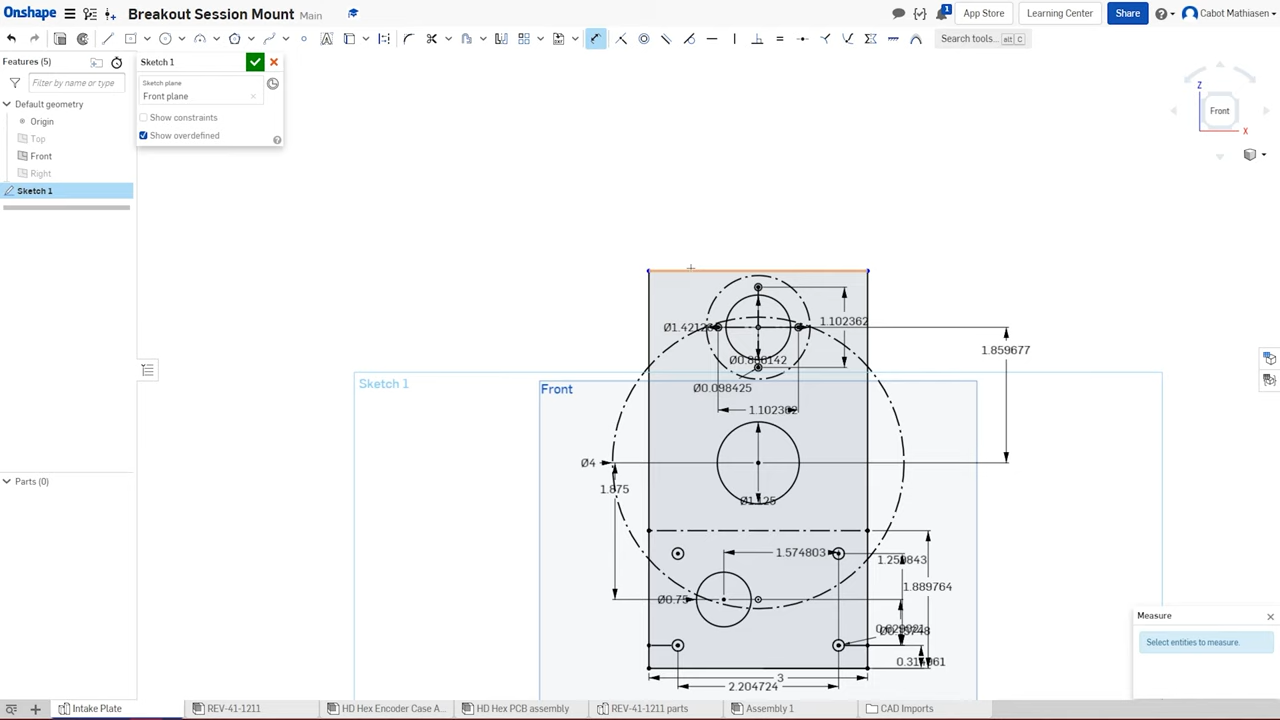 Onshape
Breakout Session Mount
Main
1
App Store
Learning Center
Share
Cabot Mathiasen
Search tools...
alt C
Features (5)
Filter by name or type
Default geometry
Origin
Top
Front
Right
Sketch 1
Parts (0)
Sketch 1
Sketch plane
Front plane
Show constraints
Show overdefined
Z
Front
X
1.102362
1.859677
Sketch 1
Front
Ø0.098425
1.102362
Ø4
1.875
Ø1.125
1.574803
1.259843
1.889764
Ø0.75
0.314961
3
2.204724
Measure
Select entities to measure.
Intake Plate
REV-41-1211
HD Hex Encoder Case A...
HD Hex PCB assembly
REV-41-1211 parts
Assembly 1
CAD Imports